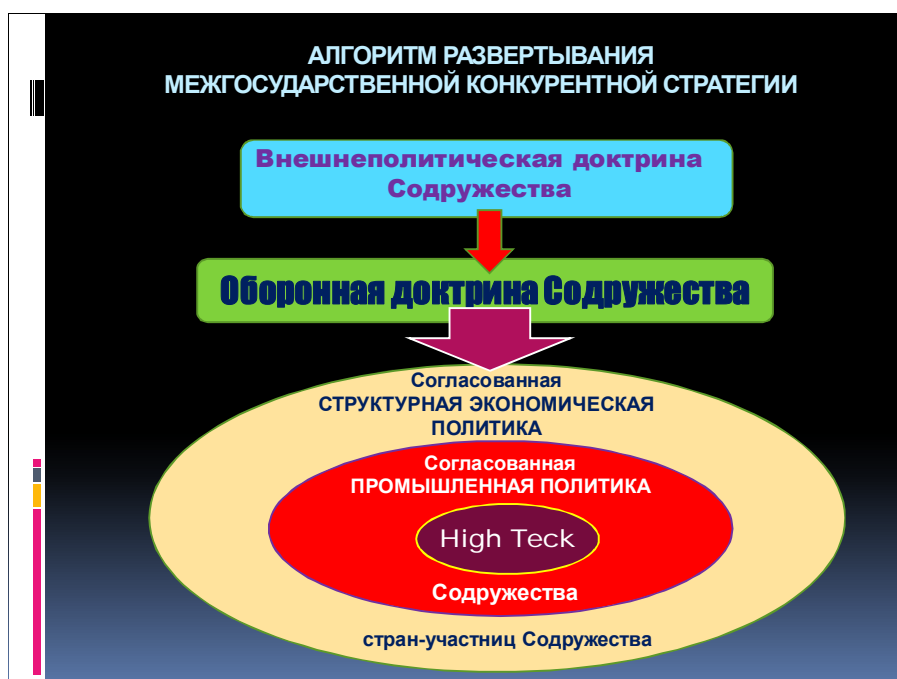 АЛГОРИТМ РАЗВЕРТЫВАНИЯ
МЕЖГОСУДАРСТВЕННОЙ КОНКУРЕНТНОЙ СТРАТЕГИИ
Внешнеполитическая доктрина
Содружества
Оборонная доктрина Содружества
Согласованная
СТРУКТУРНАЯ ЭКОНОМИЧЕСКАЯ
ПОЛИТИКА
Согласованная
ПРОМЫШЛЕННАЯ ПОЛИТИКА
High Teck
Содружества
стран-участниц Содружества